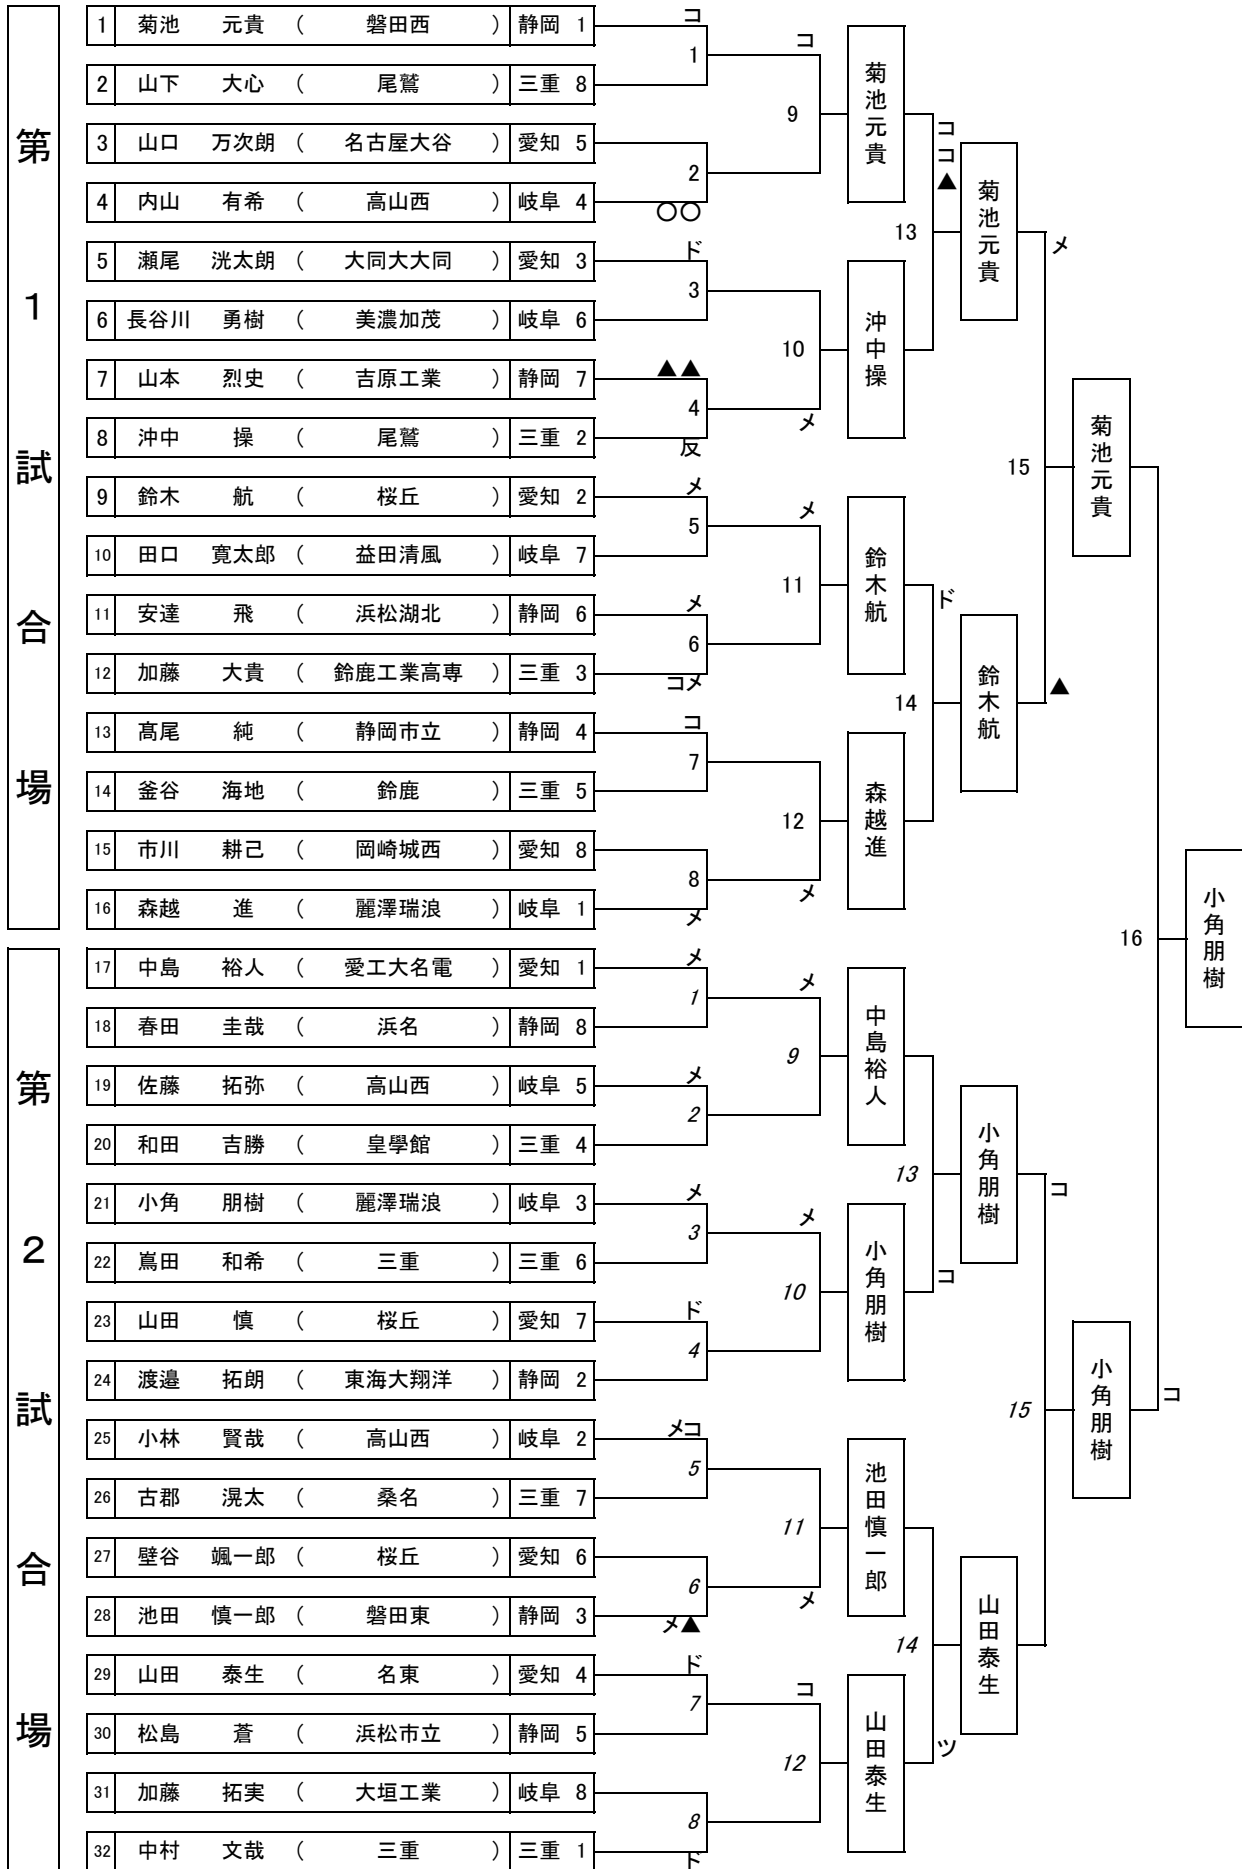 第1試合場
1 菊池 元貴 ( 磐田西 ) 静岡 1
2 山下 大心 ( 尾鷲 ) 三重 8
3 山口 万次朗 ( 名古屋大谷 ) 愛知 5
4 内山 有希 ( 高山西 ) 岐阜 4
5 瀬尾 洸太朗 ( 大同大大同 ) 愛知 3
6 長谷川 勇樹 ( 美濃加茂 ) 岐阜 6
7 山本 烈史 ( 吉原工業 ) 静岡 7
8 沖中 操 ( 尾鷲 ) 三重 2
9 鈴木 航 ( 桜丘 ) 愛知 2
10 田口 寛太郎 ( 益田清風 ) 岐阜 7
11 安達 飛 ( 浜松湖北 ) 静岡 6
12 加藤 大貴 ( 鈴鹿工業高専 ) 三重 3
13 髙尾 純 ( 静岡市立 ) 静岡 4
14 釜谷 海地 ( 鈴鹿 ) 三重 5
15 市川 耕己 ( 岡崎城西 ) 愛知 8
16 森越 進 ( 麗澤瑞浪 ) 岐阜 1
第2試合場
17 中島 裕人 ( 愛工大名電 ) 愛知 1
18 春田 圭哉 ( 浜名 ) 静岡 8
19 佐藤 拓弥 ( 高山西 ) 岐阜 5
20 和田 吉勝 ( 皇學館 ) 三重 4
21 小角 朋樹 ( 麗澤瑞浪 ) 岐阜 3
22 嶌田 和希 ( 三重 ) 三重 6
23 山田 慎 ( 桜丘 ) 愛知 7
24 渡邉 拓朗 ( 東海大翔洋 ) 静岡 2
25 小林 賢哉 ( 高山西 ) 岐阜 2
26 古郡 滉太 ( 桑名 ) 三重 7
27 壁谷 颯一郎 ( 桜丘 ) 愛知 6
28 池田 慎一郎 ( 磐田東 ) 静岡 3
29 山田 泰生 ( 名東 ) 愛知 4
30 松島 蒼 ( 浜松市立 ) 静岡 5
31 加藤 拓実 ( 大垣工業 ) 岐阜 8
32 中村 文哉 ( 三重 ) 三重 1
コ
1
2
○○
ド
3
▲▲
4
反
メ
5
メ
6
コメ
コ
7
8
メ
メ
1
メ
2
メ
3
ド
4
メコ
5
6
メ▲
ド
7
8
ド
コ
9
10
メ
メ
11
12
メ
メ
9
メ
10
11
メ
コ
12
菊池元貴
沖中操
鈴木航
森越進
中島裕人
小角朋樹
池田慎一郎
山田泰生
ココ▲
13
ド
14
13
コ
14
ツ
菊池元貴
鈴木航
小角朋樹
山田泰生
メ
15
▲
コ
15
菊池元貴
小角朋樹
16
コ
小角朋樹